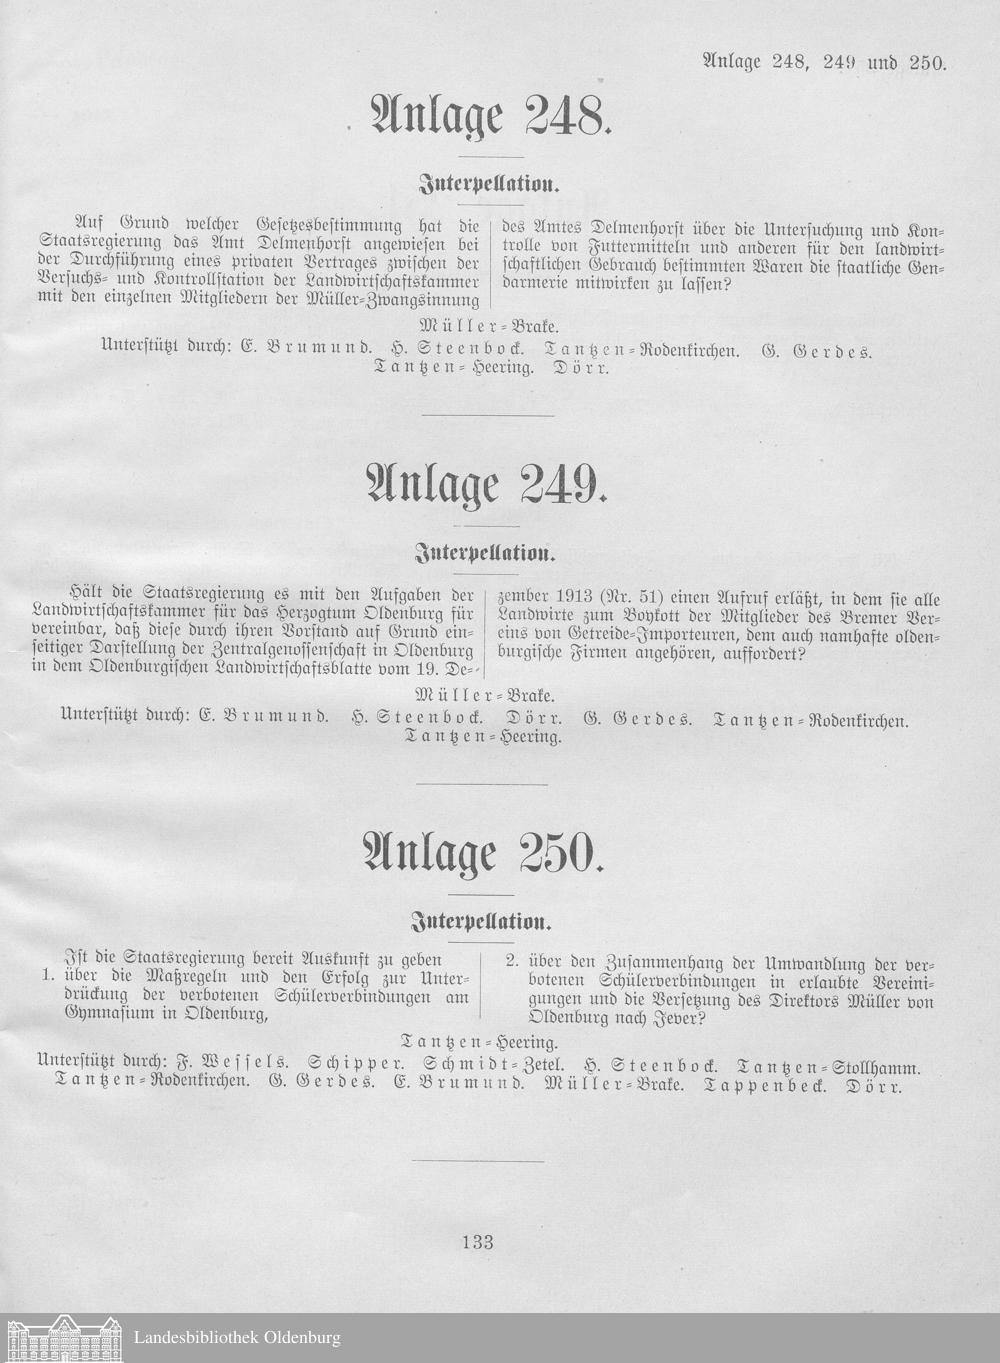 Anlage 248, 249 und 250.
Anlage 248.
Interpellation.
Auf Grund welcher Gesetzesbestimmung hat die
Staatsregierung das Amt Delmenhorst angewiesen bei
der Durchführung eines privaten Vertrages zwischen der
Versuchs- und Kontrollstation der Landwirtschaftskammer
mit den einzelnen Mitgliedern der Müller-Zwangsinnung
des Amtes Delmenhorst über die Untersuchung und Kon-
trolle von Futtermitteln und anderen für den landwirt-
schaftlichen Gebrauch bestimmten Waren die staatliche Gen-
darmerie mitwirken zu lassen?
Müller-Brake.
Unterstützt durch: E. Brumund. H. Steenbock. Tantzen-Rodenkirchen. G. Gerdes.
Tantzen-Heering. Dörr.
Anlage 249.
Interpellation.
Hält die Staatsregierung es mit den Aufgaben der
Landwirtschaftskammer für das Herzogtum Oldenburg für
vereinbar, daß diese durch ihren Vorstand auf Grund ein-
seitiger Darstellung der Zentralgenossenschaft in Oldenburg
in dem Oldenburgischen Landwirtschaftsblatte vom 19. De-
zember 1913 (Nr. 51) einen Aufruf erläßt, in dem sie alle
Landwirte zum Boykott der Mitglieder des Bremer Ver-
eins von Getreide-Importeuren, dem auch namhafte olden-
burgische Firmen angehören, auffordert?
Müller-Brake.
Unterstützt durch: E. Brumund. H. Steenbock. Dörr. G. Gerdes. Tantzen-Rodenkirchen.
Tantzen-Heering.
Anlage 250.
Interpellation.
Ist die Staatsregierung bereit Auskunft zu geben
1. über die Maßregeln und den Erfolg zur Unter-
drückung der verbotenen Schülerverbindungen am
Gymnasium in Oldenburg,
2. über den Zusammenhang der Umwandlung der ver-
botenen Schülerverbindungen in erlaubte Vereini-
gungen und die Versetzung des Direktors Müller von
Oldenburg nach Jever?
Tantzen-Heering.
Unterstützt durch: F. Wessels. Schipper. Schmidt-Zetel. H. Steenbock. Tantzen-Stollhamm.
Tantzen-Rodenkirchen. G. Gerdes. E. Brumund. Müller-Brake. Tappenbeck. Dörr.
133
Landesbibliothek Oldenburg